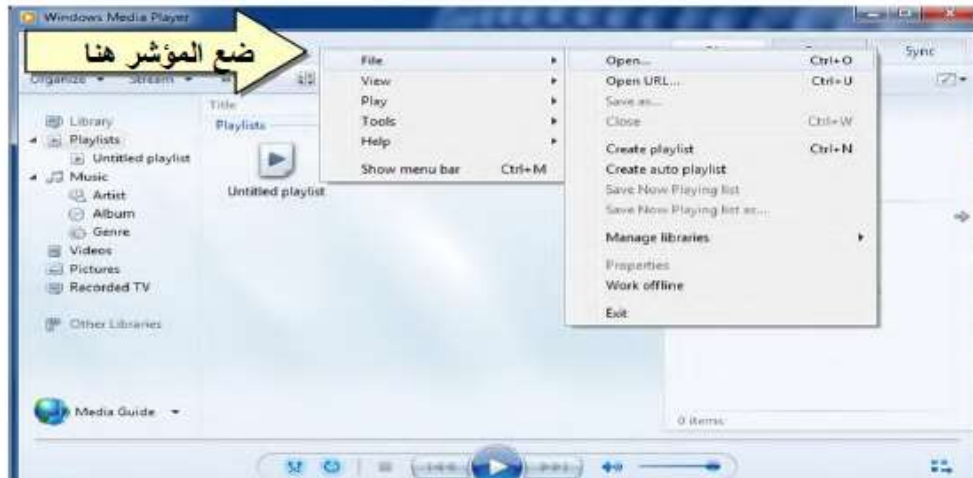 Windows Media Player
ضع المؤشر هنا
Sync
Organize
Stream
Library
Playlists
Untitled playlist
Music
Artist
Album
Genre
Videos
Pictures
Recorded TV
Other Libraries
Media Guide
Title
Playlists
Untitled playlist
File
View
Play
Tools
Help
Show menu bar Ctrl+M
Open... Ctrl+O
Open URL... Ctrl+U
Save as...
Close Ctrl+W
Create playlist Ctrl+N
Create auto playlist
Save Now Playing list
Save Now Playing list as...
Manage libraries
Properties
Work offline
Exit
0 items